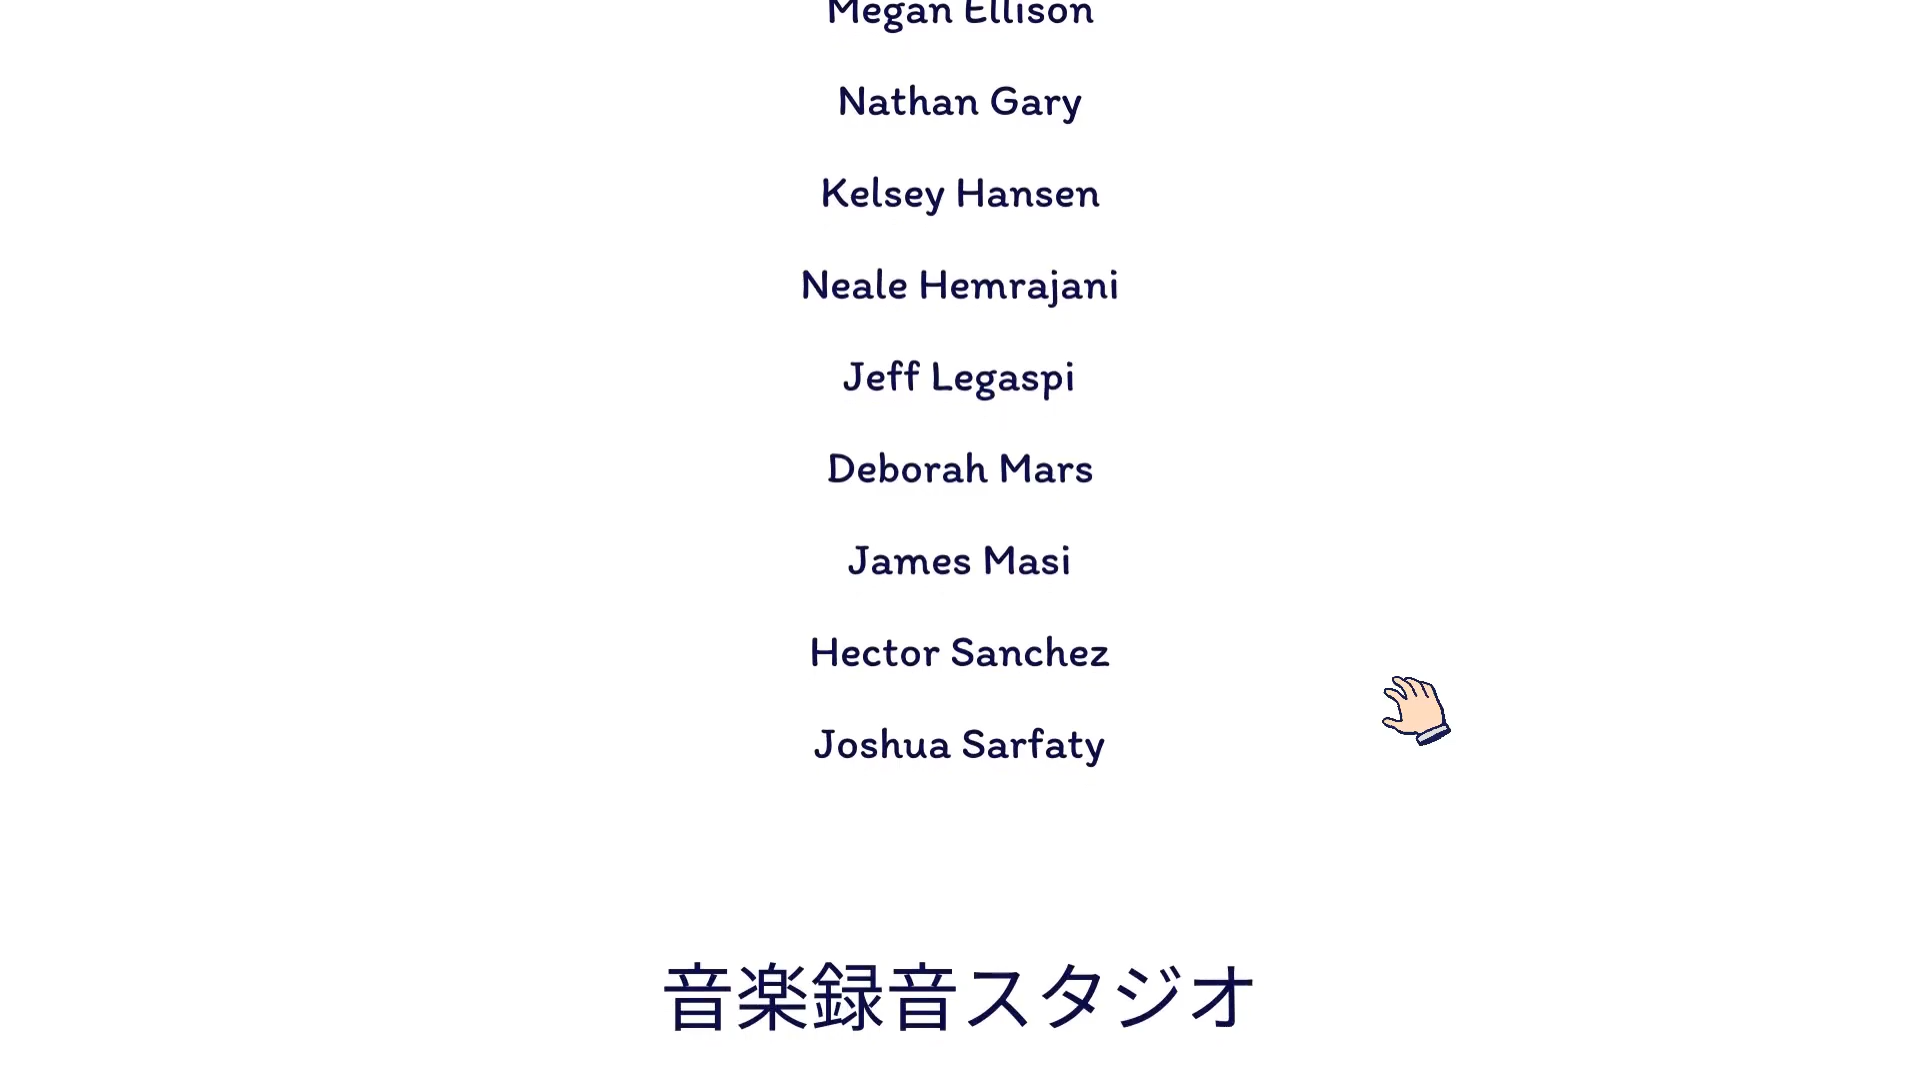 Megan Ellison
Nathan Gary
Kelsey Hansen
Neale Hemrajani
Jeff Legaspi
Deborah Mars
James Masi
Hector Sanchez
Joshua Sarfaty
音楽録音スタジオ